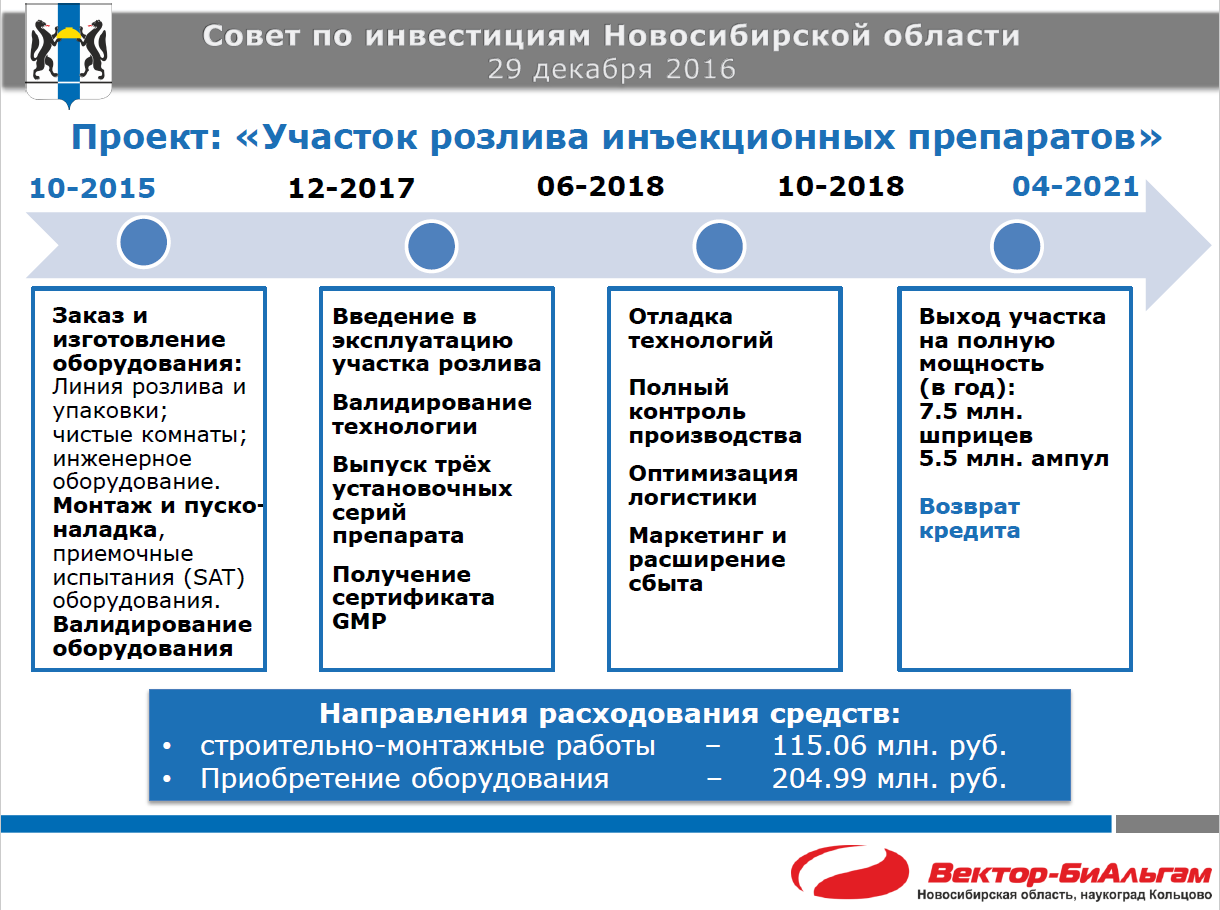 Совет по инвестициям Новосибирской области
29 декабря 2016
Проект: «Участок розлива инъекционных препаратов»
10-2015
12-2017
06-2018
10-2018
04-2021
Заказ и
изготовление
оборудования:
Линия розлива и
упаковки;
чистые комнаты;
инженерное
оборудование.
Монтаж и пуско-
наладка,
приемочные
испытания (SAT)
оборудования.
Валидирование
оборудования
Введение в
эксплуатацию
участка розлива
Валидирование
технологии
Выпуск трёх
установочных
серий
препарата
Получение
сертификата
GMP
Отладка
технологий
Полный
контроль
производства
Оптимизация
логистики
Маркетинг и
расширение
сбыта
Выход участка
на полную
мощность
(в год):
7.5 млн.
шприцев
5.5 млн. ампул
Возврат
кредита
Направления расходования средств:
• строительно-монтажные работы – 115.06 млн. руб.
• Приобретение оборудования – 204.99 млн. руб.
Вектор-БиАльгам
Новосибирская область, наукоград Кольцово